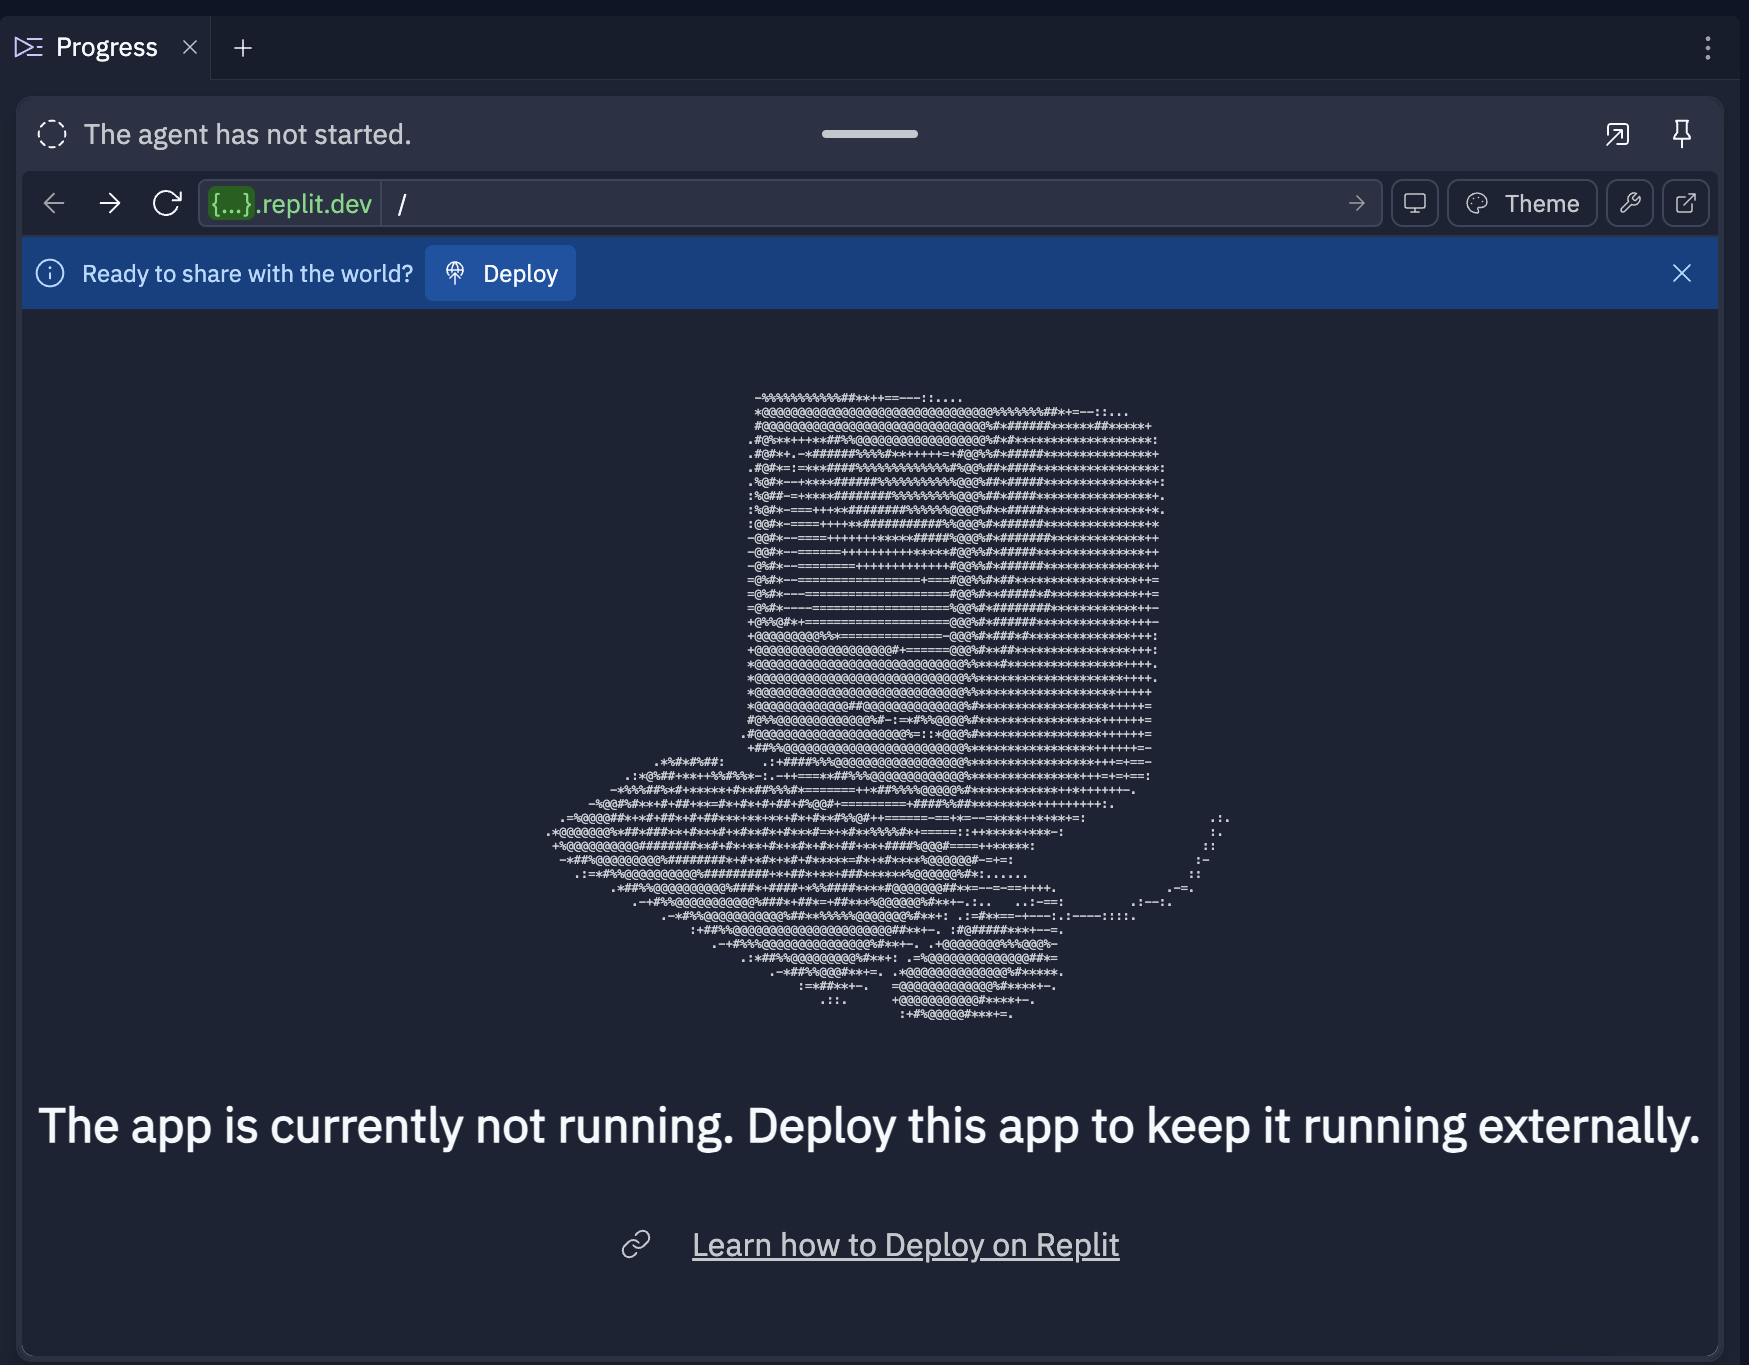 Progress
The agent has not started.
{...}.replit.dev /
Theme
Ready to share with the world? Deploy
The app is currently not running. Deploy this app to keep it running externally.
Learn how to Deploy on Replit